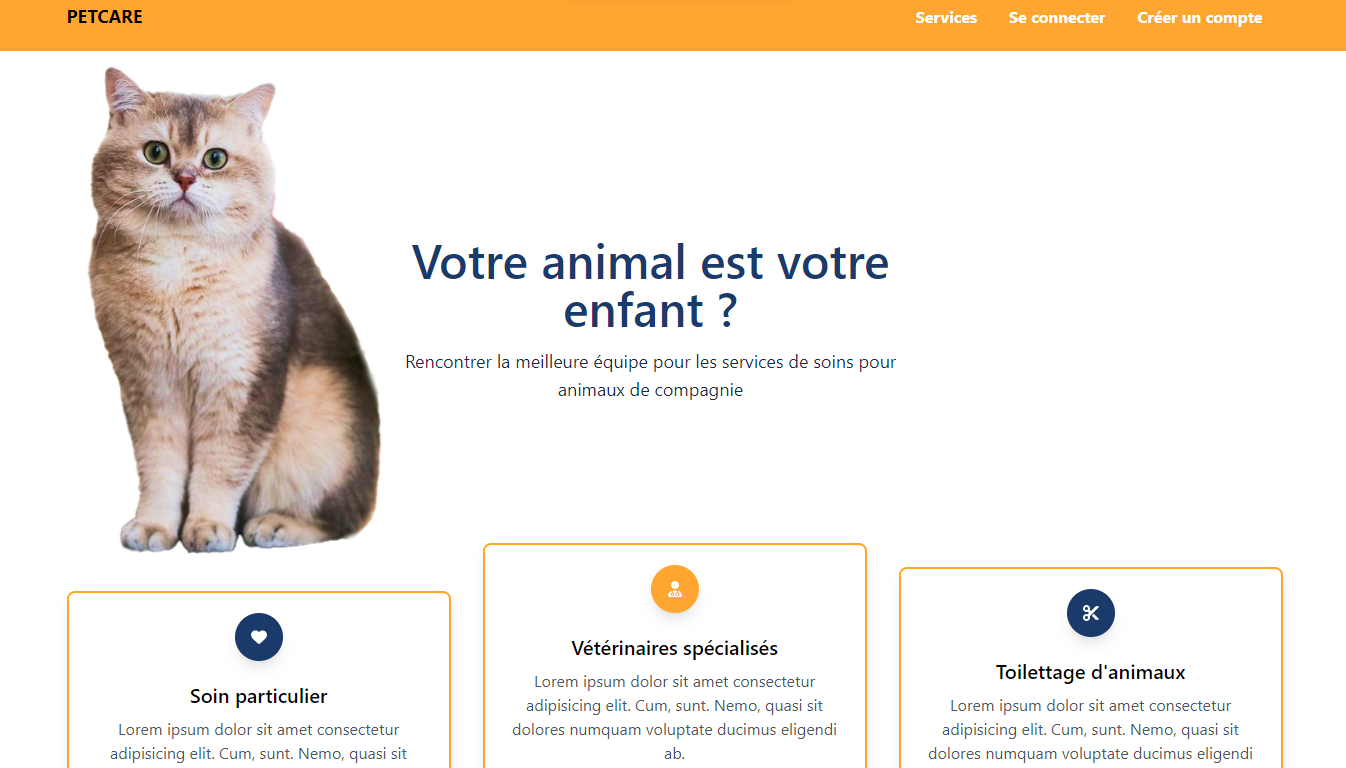 PETCARE
Services
Se connecter
Créer un compte
Votre animal est votre
enfant ?
Rencontrer la meilleure équipe pour les services de soins pour
animaux de compagnie
Soin particulier
Lorem ipsum dolor sit amet consectetur
adipisicing elit. Cum, sunt. Nemo, quasi sit
Vétérinaires spécialisés
Lorem ipsum dolor sit amet consectetur
adipisicing elit. Cum, sunt. Nemo, quasi sit
dolores numquam voluptate ducimus eligendi
ab.
Toilettage d'animaux
Lorem ipsum dolor sit amet consectetur
adipisicing elit. Cum, sunt. Nemo, quasi sit
dolores numquam voluptate ducimus eligendi